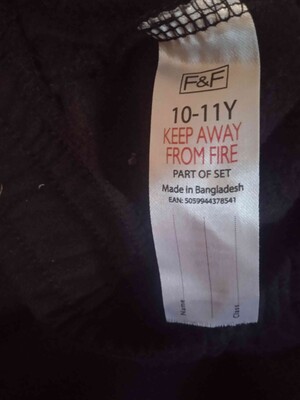 F&F
10-11Y
KEEP AWAY
FROM FIRE
PART OF SET
Made in Bangladesh
EAN: 5059944378541
Name
Class